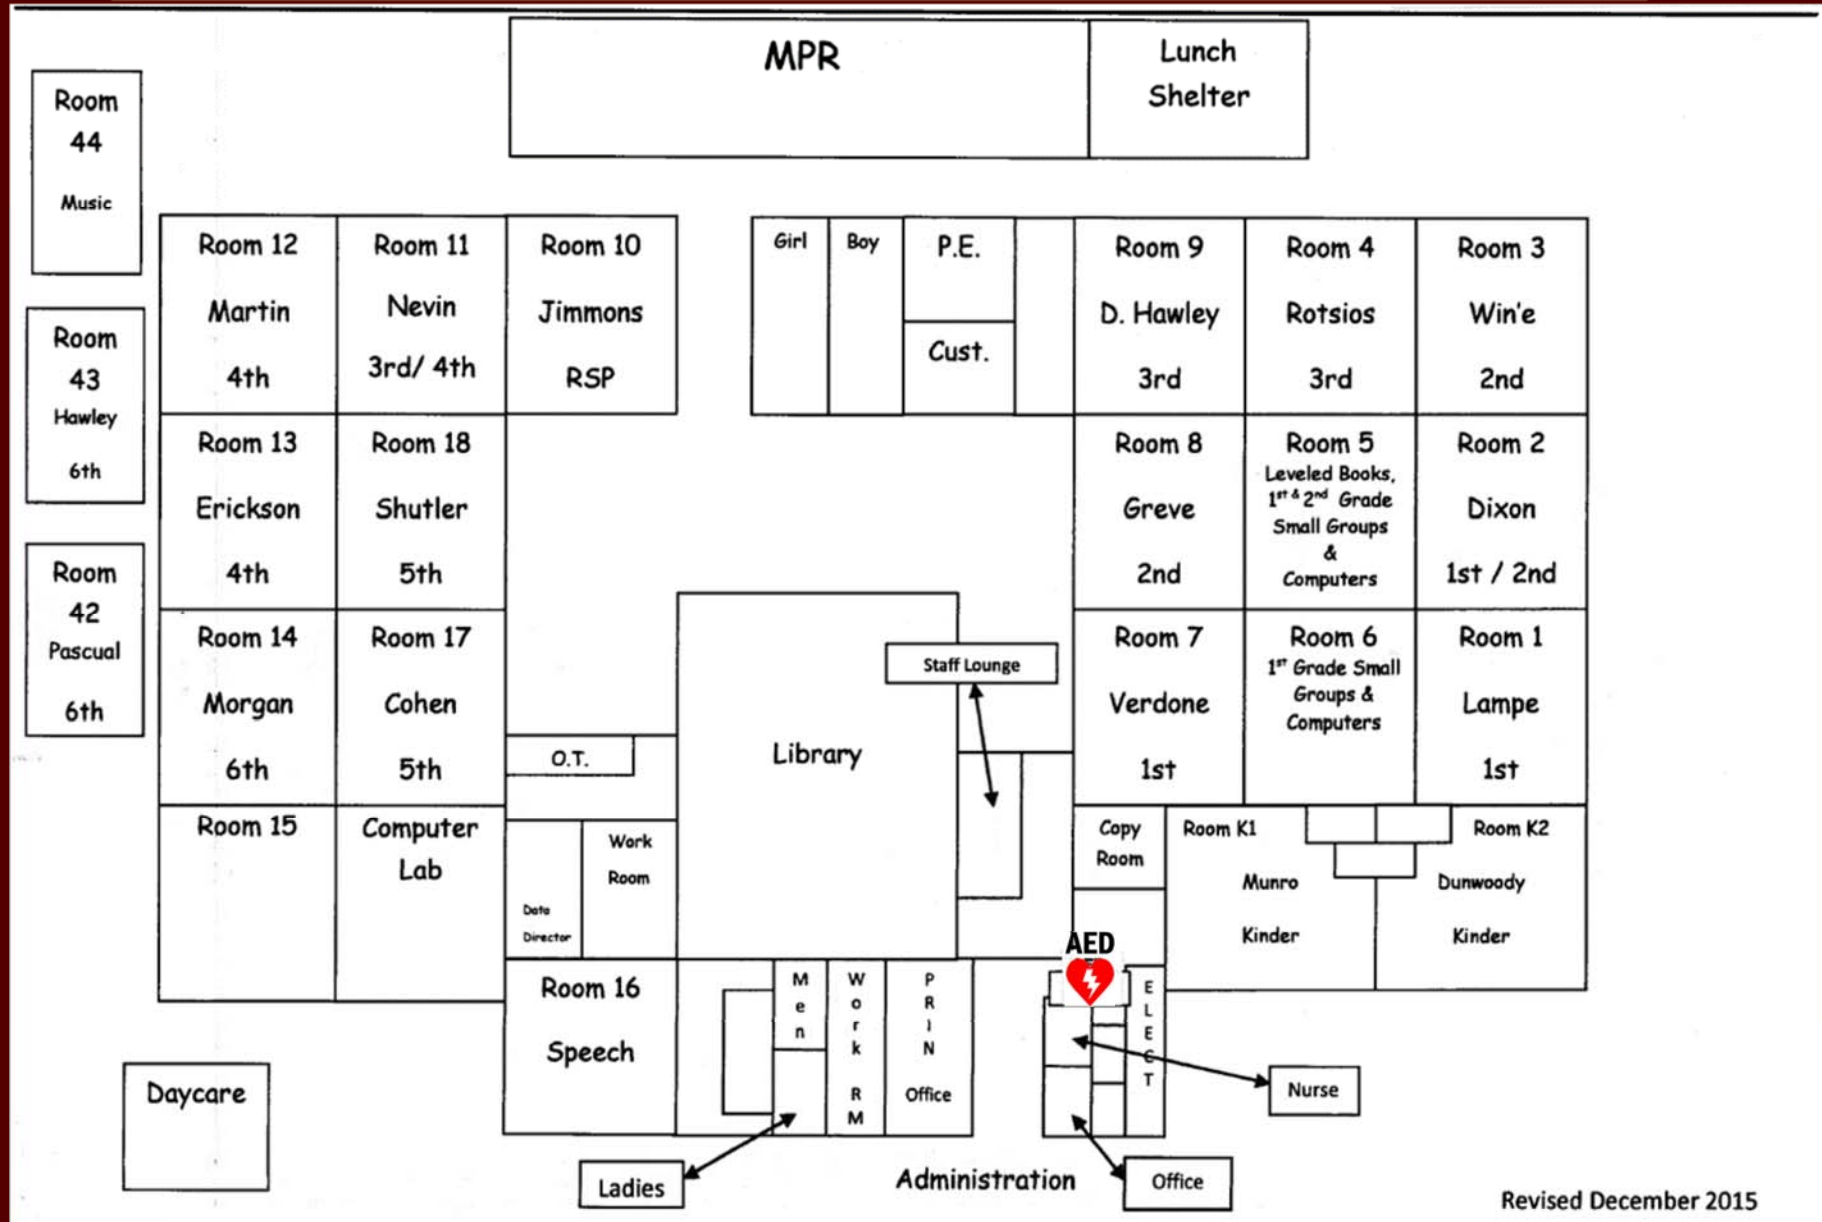 MPR
Lunch
Shelter
Room
44
Music
Room
43
Hawley
6th
Room
42
Pascual
6th
Room 12
Martin
4th
Room 11
Nevin
3rd/ 4th
Room 10
Jimmons
RSP
Girl
Boy
P.E.
Cust.
Room 9
D. Hawley
3rd
Room 4
Rotsios
3rd
Room 3
Win'e
2nd
Room 13
Erickson
4th
Room 18
Shutler
5th
Room 8
Greve
2nd
Room 5
Leveled Books,
1st & 2nd Grade
Small Groups
&
Computers
Room 2
Dixon
1st / 2nd
Room 14
Morgan
6th
Room 17
Cohen
5th
O.T.
Library
Staff Lounge
Room 7
Verdone
1st
Room 6
1st Grade Small
Groups &
Computers
Room 1
Lampe
1st
Room 15
Computer
Lab
Data
Director
Work
Room
Copy
Room
Room K1
Munro
Kinder
Room K2
Dunwoody
Kinder
AED
Room 16
Speech
Men
Work RM
PRIN
Office
ELECT
Nurse
Daycare
Ladies
Administration
Office
Revised December 2015